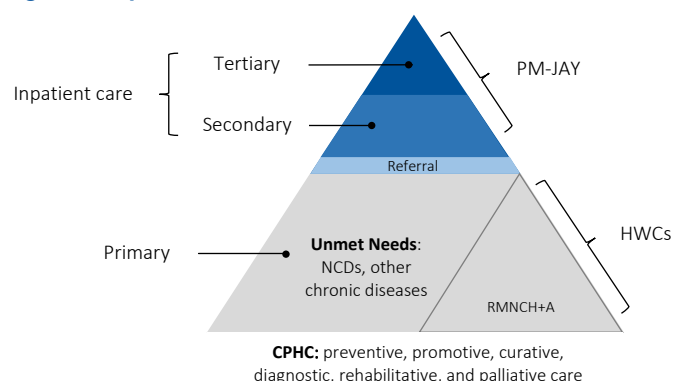 Tertiary
PM-JAY
Inpatient care
Secondary
Referral
HWCs
Primary
Unmet Needs:
NCDs, other
chronic diseases
RMNCH+A
CPHC: preventive, promotive, curative,
diagnostic, rehabilitative, and palliative care